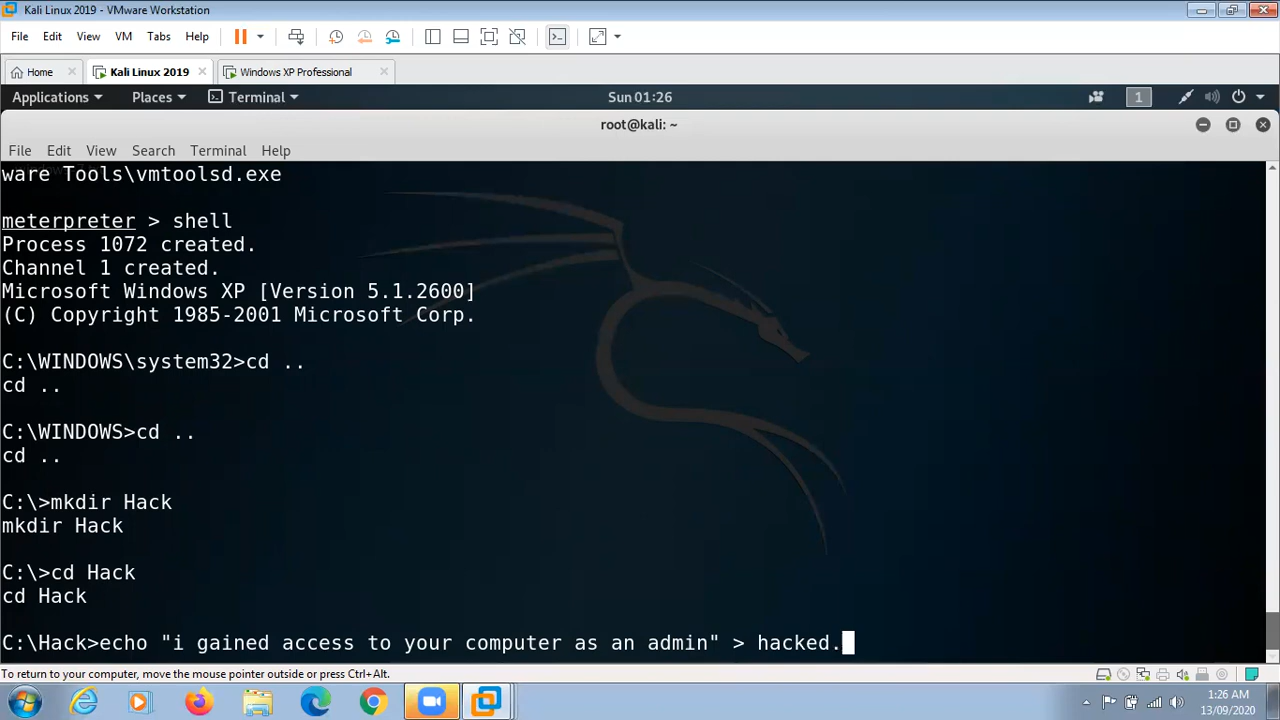 Kali Linux 2019 - VMware Workstation
File Edit View VM Tabs Help
Home Kali Linux 2019 Windows XP Professional
Applications Places Terminal Sun 01:26 1
root@kali: ~
File Edit View Search Terminal Help
ware Tools\vmtoolsd.exe
meterpreter > shell
Process 1072 created.
Channel 1 created.
Microsoft Windows XP [Version 5.1.2600]
(C) Copyright 1985-2001 Microsoft Corp.
C:\WINDOWS\system32>cd ..
cd ..
C:\WINDOWS>cd ..
cd ..
C:\>mkdir Hack
mkdir Hack
C:\>cd Hack
cd Hack
C:\Hack>echo "i gained access to your computer as an admin" > hacked.
To return to your computer, move the mouse pointer outside or press Ctrl+Alt.
1:26 AM
13/09/2020